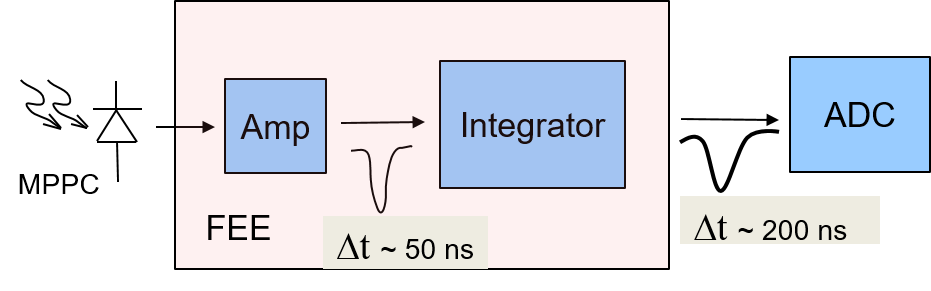 MPPC
Amp
FEE
Δt ~ 50 ns
Integrator
Δt ~ 200 ns
ADC